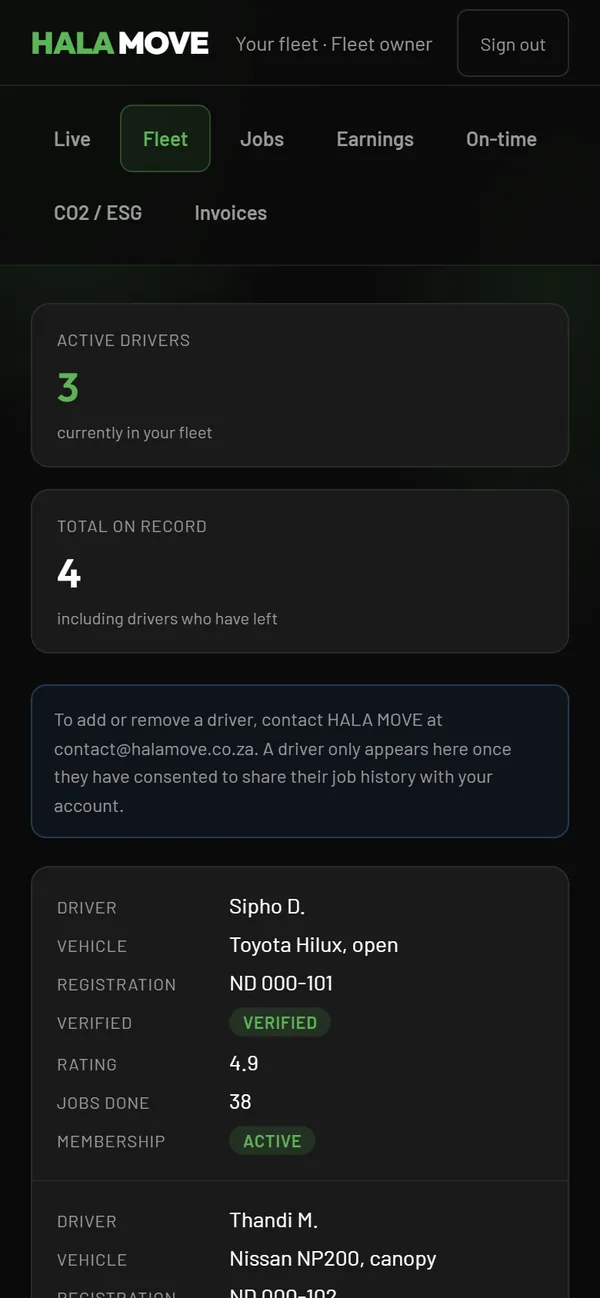 HALA MOVE
Your fleet · Fleet owner
Sign out
Live
Fleet
Jobs
Earnings
On-time
CO2 / ESG
Invoices
ACTIVE DRIVERS
3
currently in your fleet
TOTAL ON RECORD
4
including drivers who have left
To add or remove a driver, contact HALA MOVE at
contact@halamove.co.za. A driver only appears here once
they have consented to share their job history with your
account.
DRIVER Sipho D.
VEHICLE Toyota Hilux, open
REGISTRATION ND 000-101
VERIFIED VERIFIED
RATING 4.9
JOBS DONE 38
MEMBERSHIP ACTIVE
DRIVER Thandi M.
VEHICLE Nissan NP200, canopy
REGISTRATION ND 000-102